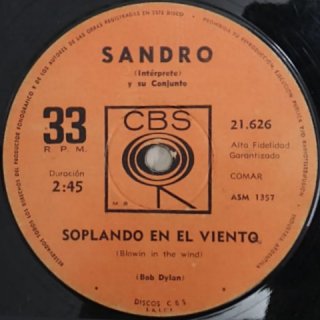 SANDRO
(Intérprete)
y su Conjunto
33
R.P.M.
CBS
21.626
Alta Fidelidad
Garantizada
Duración
2:45
COMAR
ASM 1357
M.R.
SOPLANDO EN EL VIENTO
(Blowin in the wind)
(Bob Dylan)
DISCOS CBS
S.A.I.C.F.
INDUSTRIA ARGENTINA